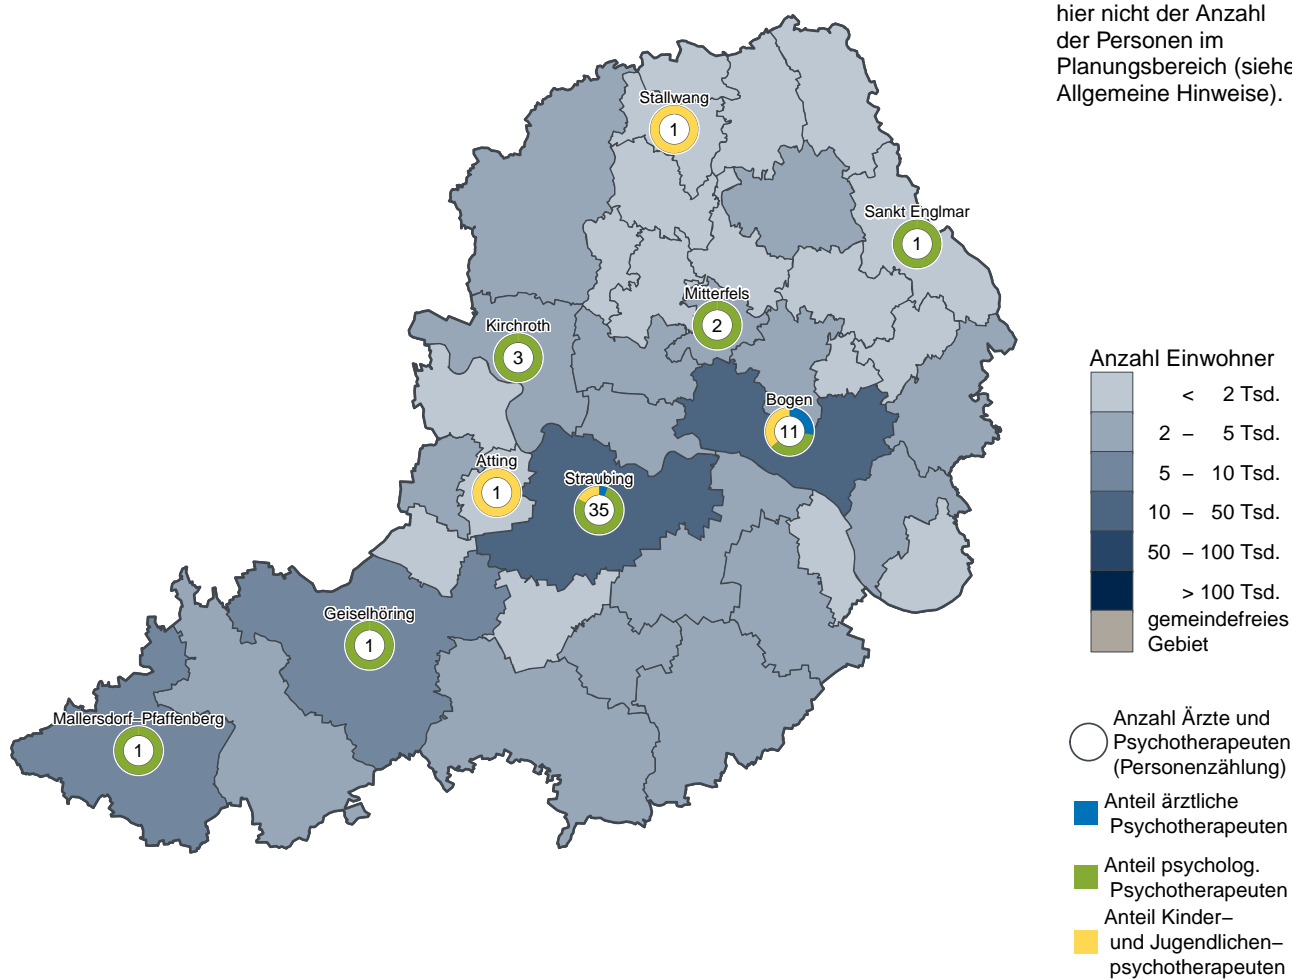 hier nicht der Anzahl
der Personen im
Planungsbereich (siehe
Allgemeine Hinweise).
Stallwang
1
Sankt Englmar
1
Mitterfels
2
Kirchroth
3
Bogen
11
Atting
1
Straubing
35
Geiselhöring
1
Mallersdorf−Pfaffenberg
1
Anzahl Einwohner
< 2 Tsd.
2 − 5 Tsd.
5 − 10 Tsd.
10 − 50 Tsd.
50 − 100 Tsd.
> 100 Tsd.
gemeindefreies
Gebiet
Anzahl Ärzte und
Psychotherapeuten
(Personenzählung)
Anteil ärztliche
Psychotherapeuten
Anteil psycholog.
Psychotherapeuten
Anteil Kinder−
und Jugendlichen−
psychotherapeuten